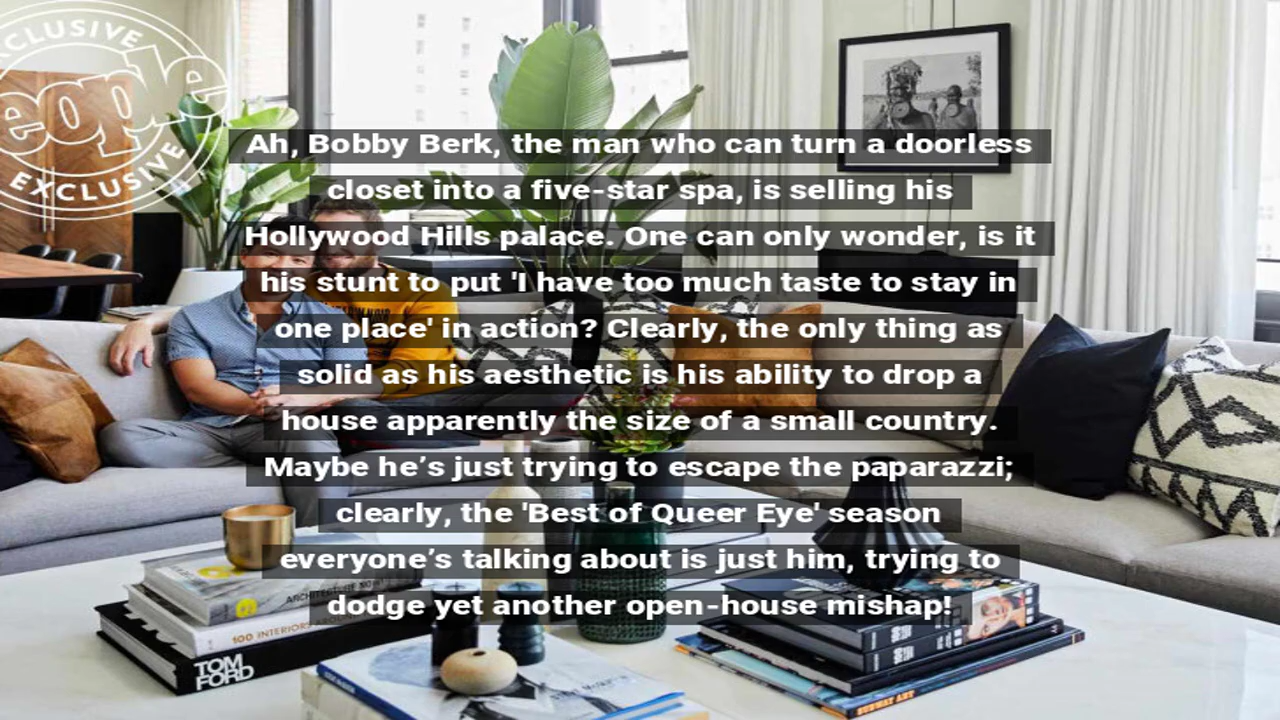 EXCLUSIVE
people
EXCLUSIVE
Ah, Bobby Berk, the man who can turn a doorless
closet into a five-star spa, is selling his
Hollywood Hills palace. One can only wonder, is it
his stunt to put 'I have too much taste to stay in
one place' in action? Clearly, the only thing as
solid as his aesthetic is his ability to drop a
house apparently the size of a small country.
Maybe he’s just trying to escape the paparazzi;
clearly, the 'Best of Queer Eye' season
everyone’s talking about is just him, trying to
dodge yet another open-house mishap!
ARCHITECTURE NOW
100 INTERIORS AROUND
TOM
FORD
SUBWAY ART